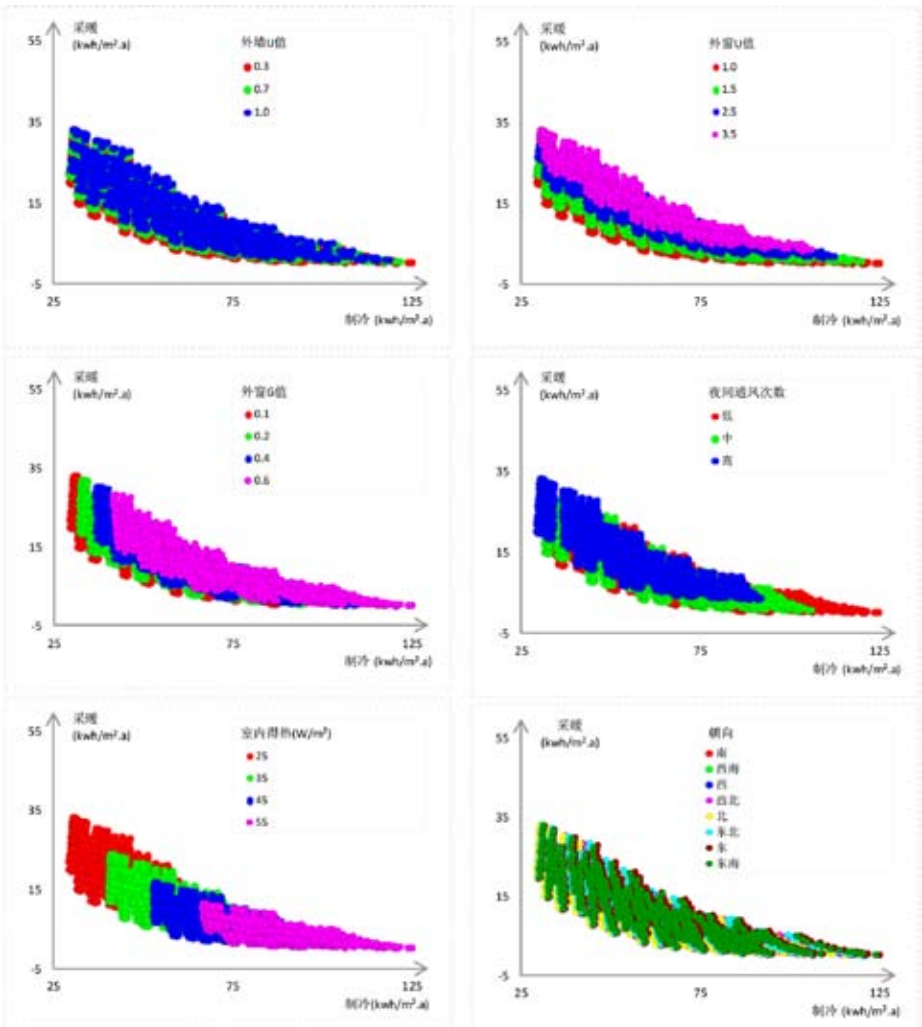 采暖
(kwh/m².a)
外墙U值
0.3
0.7
1.0
55
35
15
-5
25
75
125
制冷 (kwh/m².a)
采暖
(kwh/m².a)
外窗U值
1.0
1.5
2.5
3.5
55
35
15
-5
25
75
125
制冷 (kwh/m².a)
采暖
(kwh/m².a)
外窗G值
0.1
0.2
0.4
0.6
55
35
15
-5
25
75
125
制冷 (kwh/m².a)
采暖
(kwh/m².a)
夜间通风次数
低
中
高
55
35
15
-5
25
75
125
制冷 (kwh/m².a)
采暖
(kwh/m².a)
室内得热(W/m²)
25
35
45
55
55
35
15
-5
25
75
125
制冷(kwh/m².a)
采暖
(kwh/m².a)
朝向
南
西南
西
西北
北
东北
东
东南
55
35
15
-5
25
75
125
制冷 (kwh/m².a)